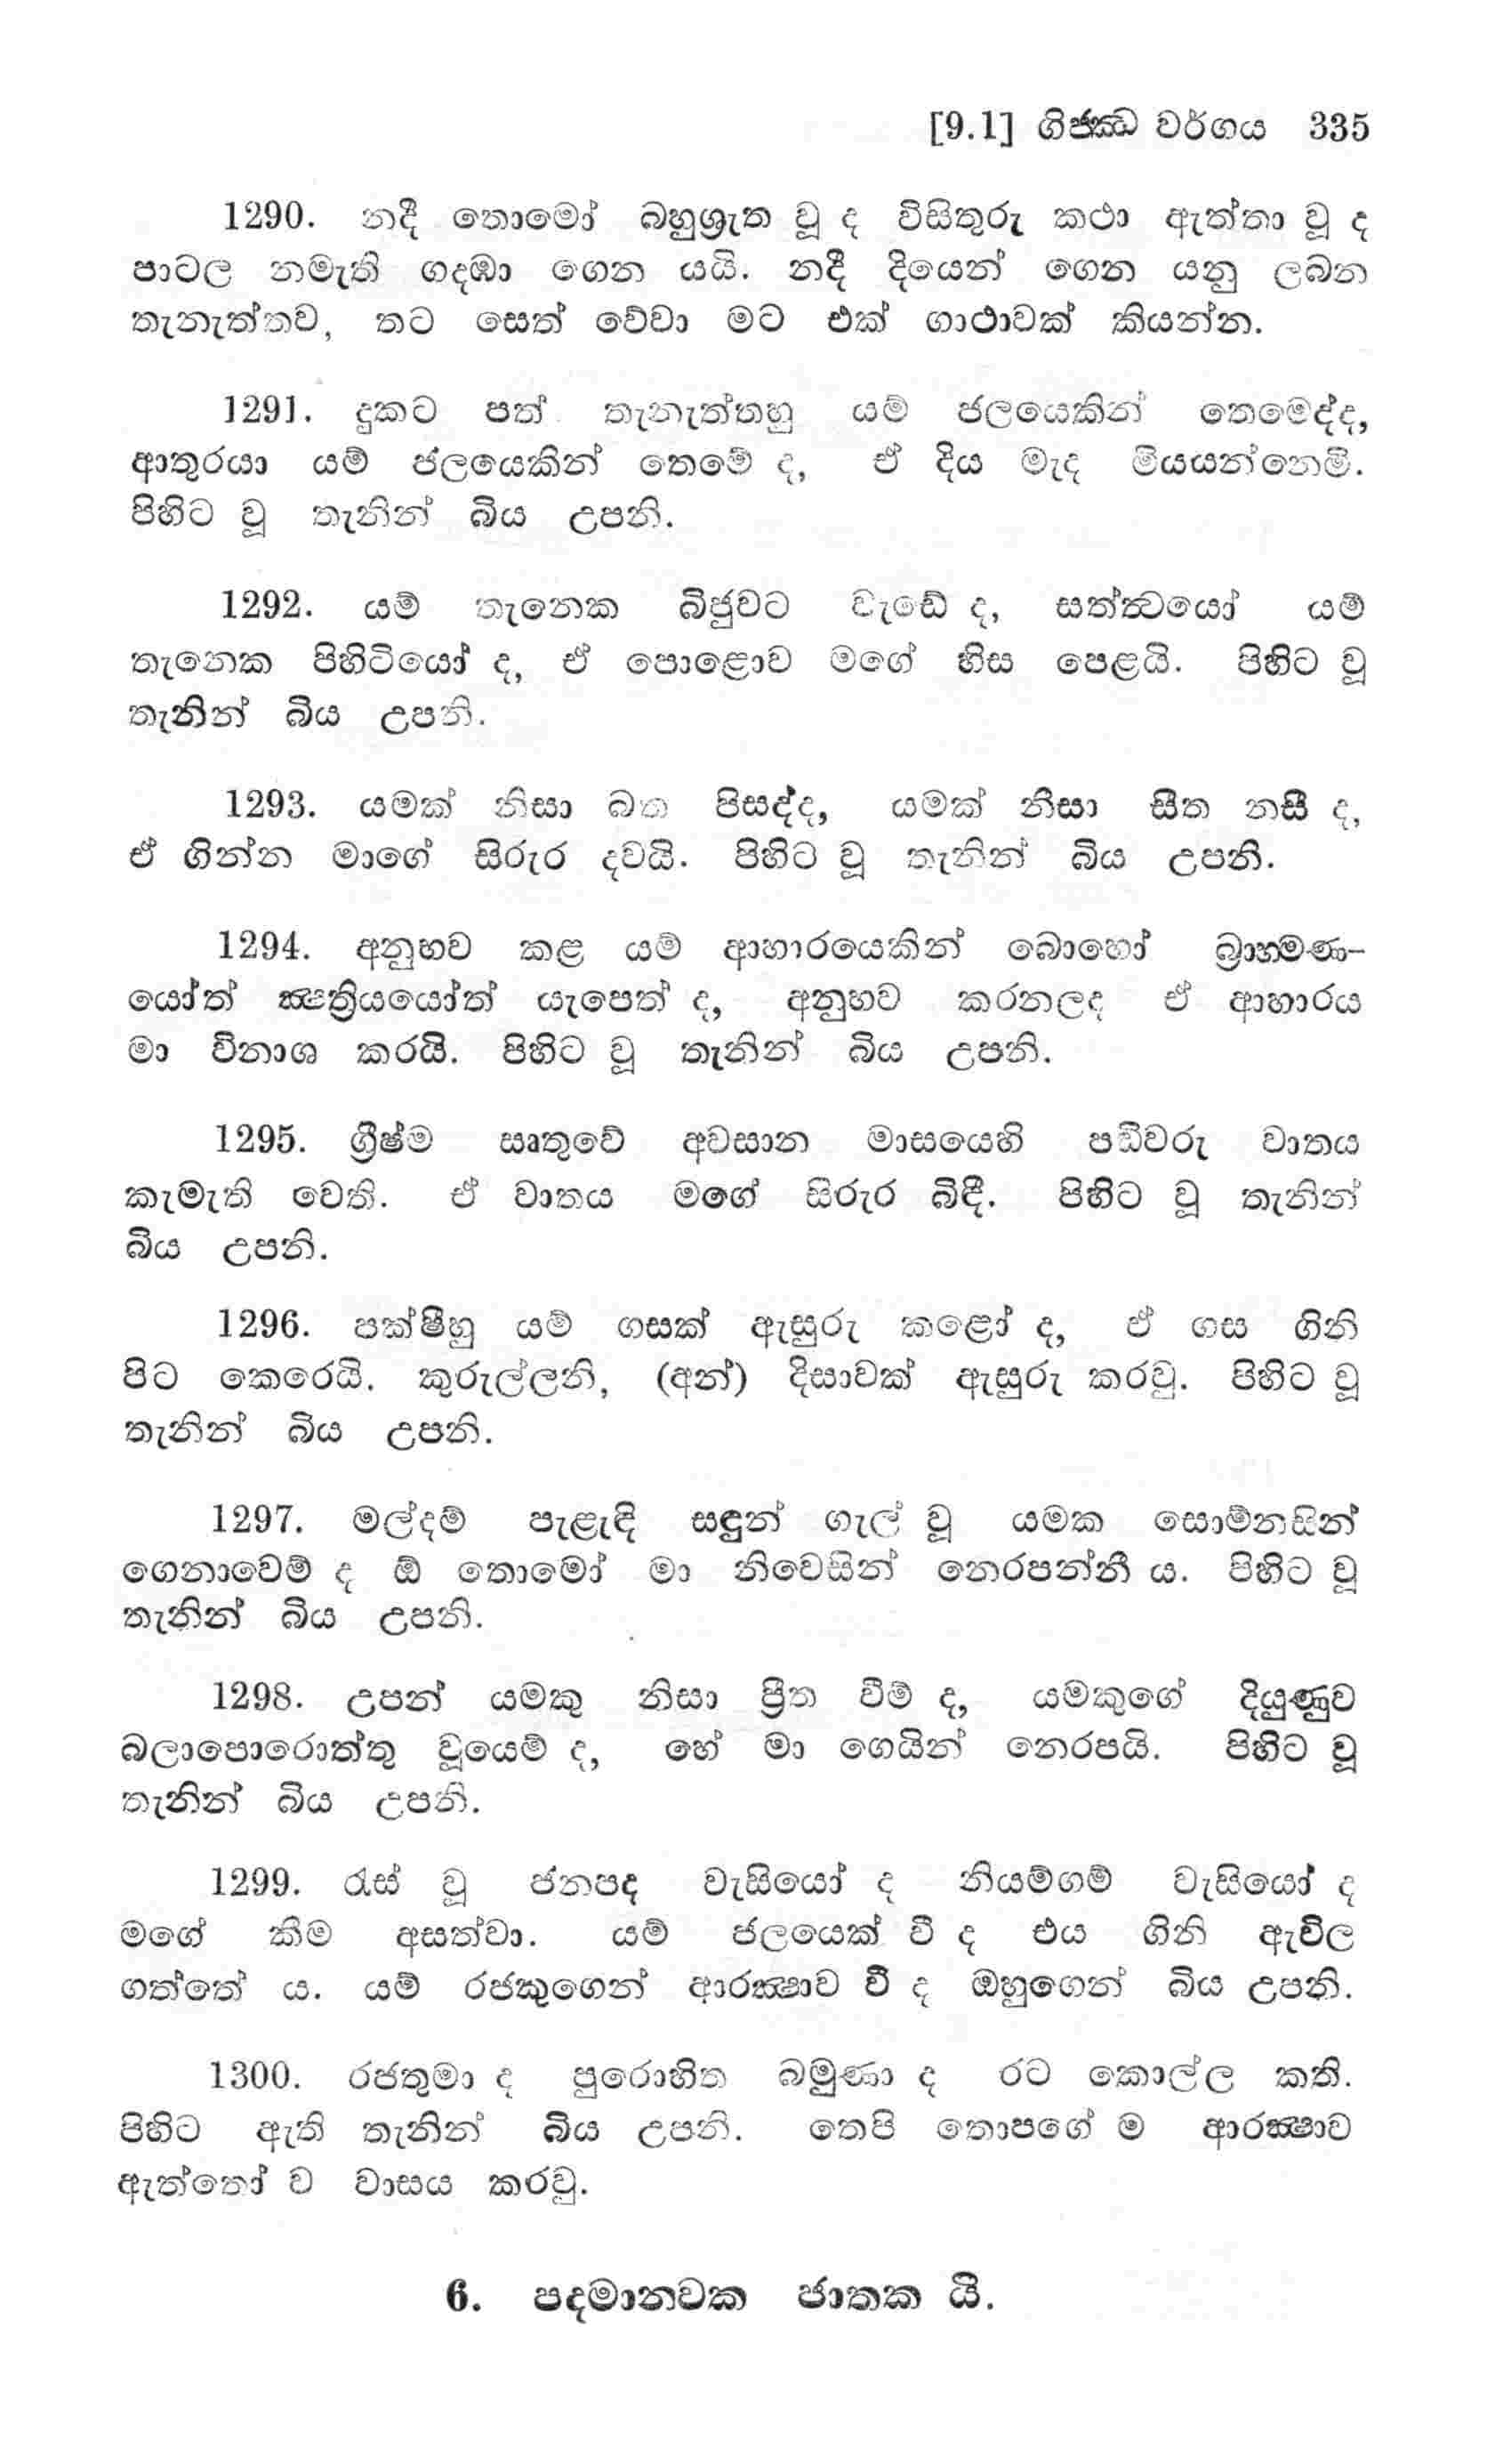 [9.1] ගිජ්ඣ වර්ගය 335
1290. නදී තොමෝ බහුශ්‍රැත වූ ද විසිතුරු කථා ඇත්තා වූ ද
පාටල නමැති ගදඹා ගෙන යයි. නදී දියෙන් ගෙන යනු ලබන
තැනැත්තව, තට සෙත් වේවා මට එක් ගාථාවක් කියන්න.
1291. දුකට පත් තැනැත්තහු යම් ජලයෙකින් තෙමෙද්ද,
ආතුරයා යම් ජලයෙකින් තෙමේ ද, ඒ දිය මැද මියයන්නෙමි.
පිහිට වූ තැනින් බිය උපනි.
1292. යම් තැනෙක බිජුවට වැඩේ ද, සත්ත්‍වයෝ යම්
තැනෙක පිහිටියෝ ද, ඒ පොළොව මගේ හිස පෙළයි. පිහිට වූ
තැනින් බිය උපනි.
1293. යමක් නිසා බත පිසද්ද, යමක් නිසා සීත නසී ද,
ඒ ගින්න මාගේ සිරුර දවයි. පිහිට වූ තැනින් බිය උපනි.
1294. අනුභව කළ යම් ආහාරයෙකින් බොහෝ බ්‍රාහ්මණ-
යෝත් ක්‍ෂත්‍රියයෝත් යැපෙත් ද, අනුභව කරනලද ඒ ආහාරය
මා විනාශ කරයි. පිහිට වූ තැනින් බිය උපනි.
1295. ග්‍රීෂ්ම සෘතුවේ අවසාන මාසයෙහි පඩිවරු වාතය
කැමැති වෙති. ඒ වාතය මගේ සිරුර බිඳී. පිහිට වූ තැනින්
බිය උපනි.
1296. පක්ෂීහු යම් ගසක් ඇසුරු කළෝ ද, ඒ ගස ගිනි
පිට කෙරෙයි. කුරුල්ලනි, (අන්) දිසාවක් ඇසුරු කරවු. පිහිට වූ
තැනින් බිය උපනි.
1297. මල්දම් පැළැඳි සඳුන් ගැල් වූ යමක සොම්නසින්
ගෙනාවෙම් ද ඕ තොමෝ මා නිවෙසින් නෙරපන්නී ය. පිහිට වූ
තැනින් බිය උපනි.
1298. උපන් යමකු නිසා ප්‍රීත වීම් ද, යමකුගේ දියුණුව
බලාපොරොත්තු වූයෙම් ද, හේ මා ගෙයින් නෙරපයි. පිහිට වූ
තැනින් බිය උපනි.
1299. රැස් වූ ජනපද වැසියෝ ද නියම්ගම් වැසියෝ ද
මගේ කීම අසත්වා. යම් ජලයෙක් වී ද එය ගිනි ඇවිල
ගත්තේ ය. යම් රජකුගෙන් ආරක්‍ෂාව වී ද ඔහුගෙන් බිය උපනි.
1300. රජතුමා ද පුරොහිත බමුණා ද රට කොල්ල කති.
පිහිට ඇති තැනින් බිය උපනි. තෙපි තොපගේ ම ආරක්‍ෂාව
ඇත්තෝ ව වාසය කරවු.
6. පදමානවක ජාතක යි.